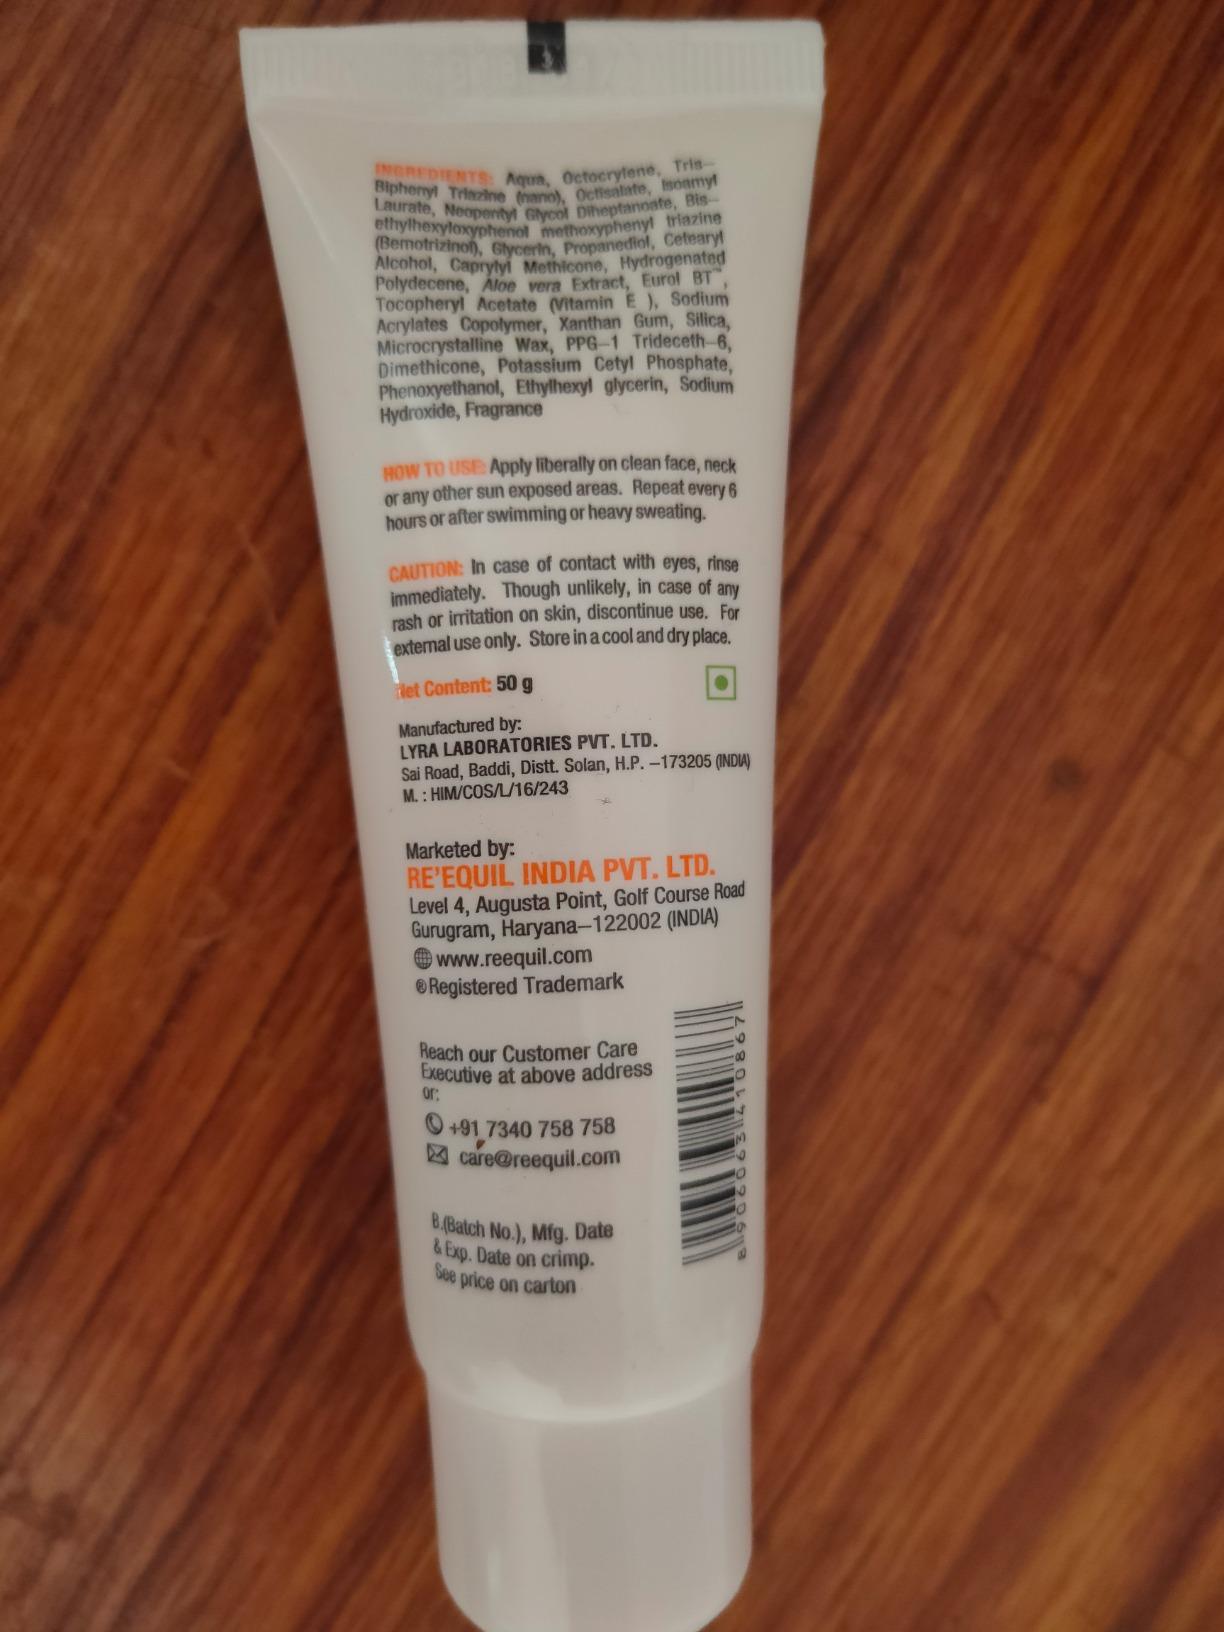 INGREDIENTS: Aqua, Octocrylene, Tris–
Biphenyl Triazine (nano), Octisalate, Isoamyl
Laurate, Neopentyl Glycol Diheptanoate, Bis–
ethylhexyloxyphenol methoxyphenyl triazine
(Bemotrizinol), Glycerin, Propanediol, Cetearyl
Alcohol, Caprylyl Methicone, Hydrogenated
Polydecene, Aloe vera Extract, Eurol BT™,
Tocopheryl Acetate (Vitamin E ), Sodium
Acrylates Copolymer, Xanthan Gum, Silica,
Microcrystalline Wax, PPG–1 Trideceth–6,
Dimethicone, Potassium Cetyl Phosphate,
Phenoxyethanol, Ethylhexyl glycerin, Sodium
Hydroxide, Fragrance
HOW TO USE: Apply liberally on clean face, neck
or any other sun exposed areas. Repeat every 6
hours or after swimming or heavy sweating.
CAUTION: In case of contact with eyes, rinse
immediately. Though unlikely, in case of any
rash or irritation on skin, discontinue use. For
external use only. Store in a cool and dry place.
Net Content: 50 g
Manufactured by:
LYRA LABORATORIES PVT. LTD.
Sai Road, Baddi, Distt. Solan, H.P. –173205 (INDIA)
M. : HIM/COS/L/16/243
Marketed by:
RE'EQUIL INDIA PVT. LTD.
Level 4, Augusta Point, Golf Course Road
Gurugram, Haryana–122002 (INDIA)
www.reequil.com
®Registered Trademark
Reach our Customer Care
Executive at above address
or:
+91 7340 758 758
care@reequil.com
B.(Batch No.), Mfg. Date
& Exp. Date on crimp.
See price on carton
8 906063 410867